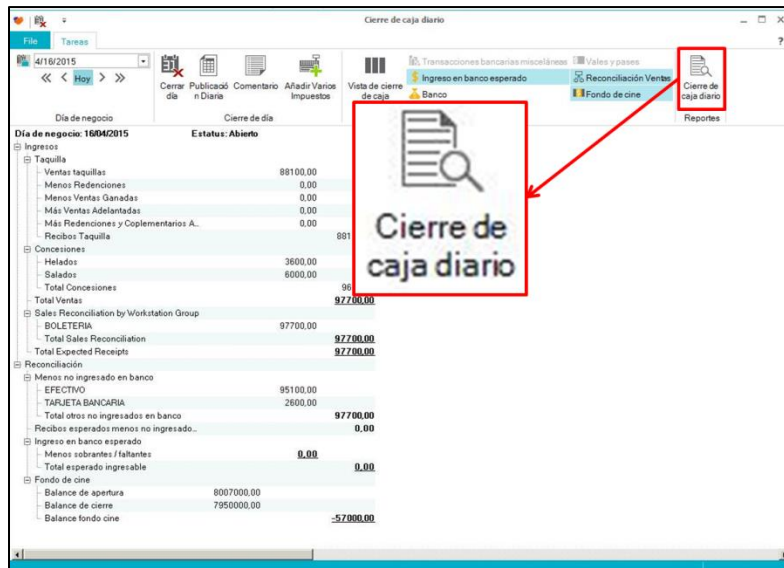 Cierre de caja diario
File Tareas ?
4/16/2015
Hoy
Cerrar día
Publicació n Diaria
Comentario
Añadir Varios Impuestos
Vista de cierre de caja
Transacciones bancarias misceláneas
Vales y pases
$ Ingreso en banco esperado
Reconciliación Ventas
Banco
Fondo de cine
Cierre de caja diario
Día de negocio
Cierre de día
Reportes
Día de negocio: 16/04/2015 Estatus: Abierto
Ingresos
Taquilla
Ventas taquillas 88100,00
Menos Redenciones 0,00
Menos Ventas Ganadas 0,00
Más Ventas Adelantadas 0,00
Más Redenciones y Coplementarios A.. 0,00
Recibos Taquilla 881
Concesiones
Helados 3600,00
Salados 6000,00
Total Concesiones 96
Total Ventas 97700,00
Sales Reconciliation by Workstation Group
BOLETERIA 97700,00
Total Sales Reconciliation 97700,00
Total Expected Receipts 97700,00
Reconciliación
Menos no ingresado en banco
EFECTIVO 95100,00
TARJETA BANCARIA 2600,00
Total otros no ingresados en banco 97700,00
Recibos esperados menos no ingresado.. 0,00
Ingreso en banco esperado
Menos sobrantes / faltantes 0,00
Total esperado ingresable 0,00
Fondo de cine
Balance de apertura 8007000,00
Balance de cierre 7950000,00
Balance fondo cine -57000,00
Cierre de
caja diario